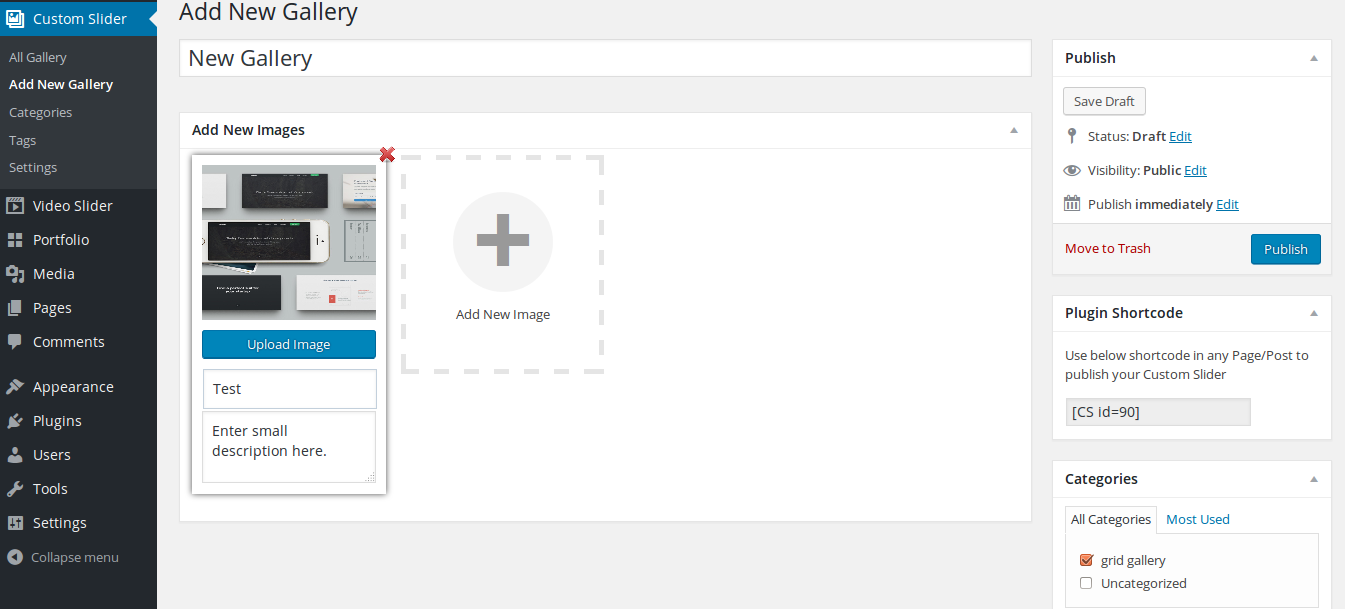 Custom Slider
All Gallery
Add New Gallery
Categories
Tags
Settings
Video Slider
Portfolio
Media
Pages
Comments
Appearance
Plugins
Users
Tools
Settings
Collapse menu
Add New Gallery
New Gallery
Add New Images
Upload Image
Test
Enter small
description here.
Add New Image
Publish
Save Draft
Status: Draft Edit
Visibility: Public Edit
Publish immediately Edit
Move to Trash
Publish
Plugin Shortcode
Use below shortcode in any Page/Post to
publish your Custom Slider
[CS id=90]
Categories
All Categories
Most Used
grid gallery
Uncategorized